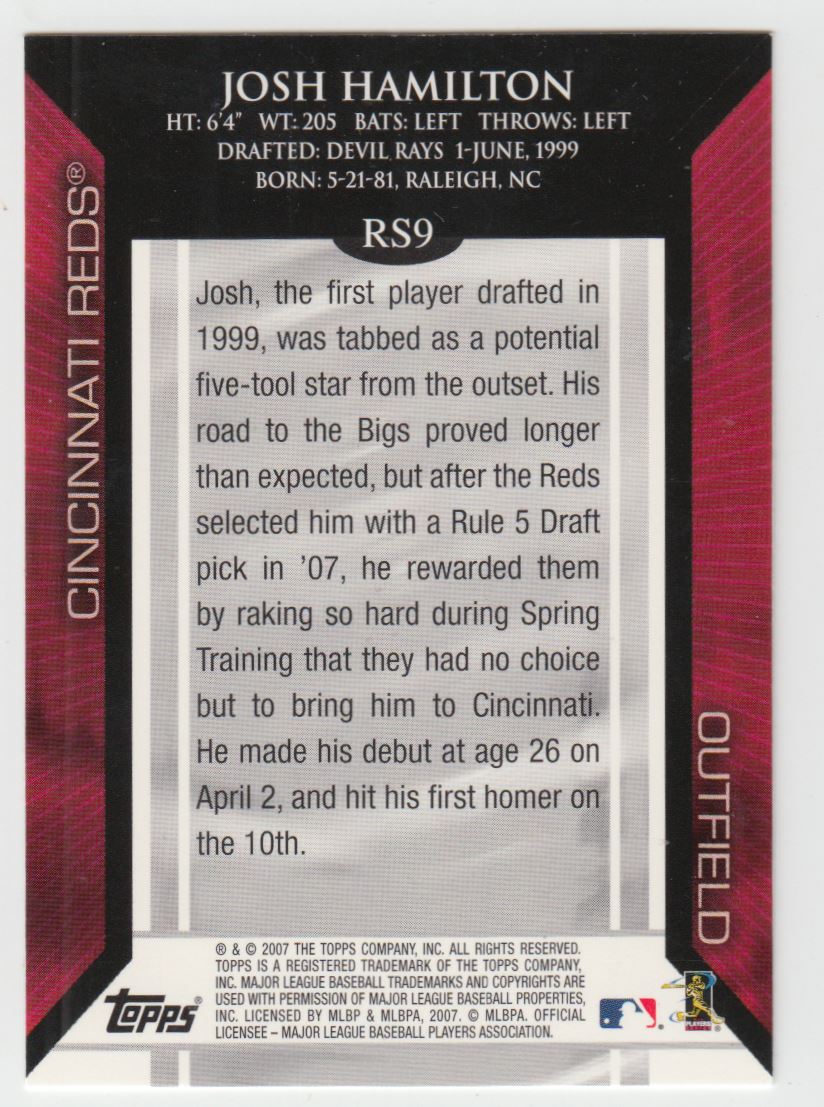 JOSH HAMILTON
HT: 6'4" WT: 205 BATS: LEFT THROWS: LEFT
DRAFTED: DEVIL RAYS 1-JUNE, 1999
BORN: 5-21-81, RALEIGH, NC
RS9
CINCINNATI REDS®
Josh, the first player drafted in
1999, was tabbed as a potential
five-tool star from the outset. His
road to the Bigs proved longer
than expected, but after the Reds
selected him with a Rule 5 Draft
pick in '07, he rewarded them
by raking so hard during Spring
Training that they had no choice
but to bring him to Cincinnati.
He made his debut at age 26 on
April 2, and hit his first homer on
the 10th.
OUTFIELD
® & © 2007 THE TOPPS COMPANY, INC. ALL RIGHTS RESERVED.
TOPPS IS A REGISTERED TRADEMARK OF THE TOPPS COMPANY,
INC. MAJOR LEAGUE BASEBALL TRADEMARKS AND COPYRIGHTS ARE
USED WITH PERMISSION OF MAJOR LEAGUE BASEBALL PROPERTIES,
INC. LICENSED BY MLBP & MLBPA, 2007. © MLBPA. OFFICIAL
LICENSEE – MAJOR LEAGUE BASEBALL PLAYERS ASSOCIATION.
topps®
PLAYERS